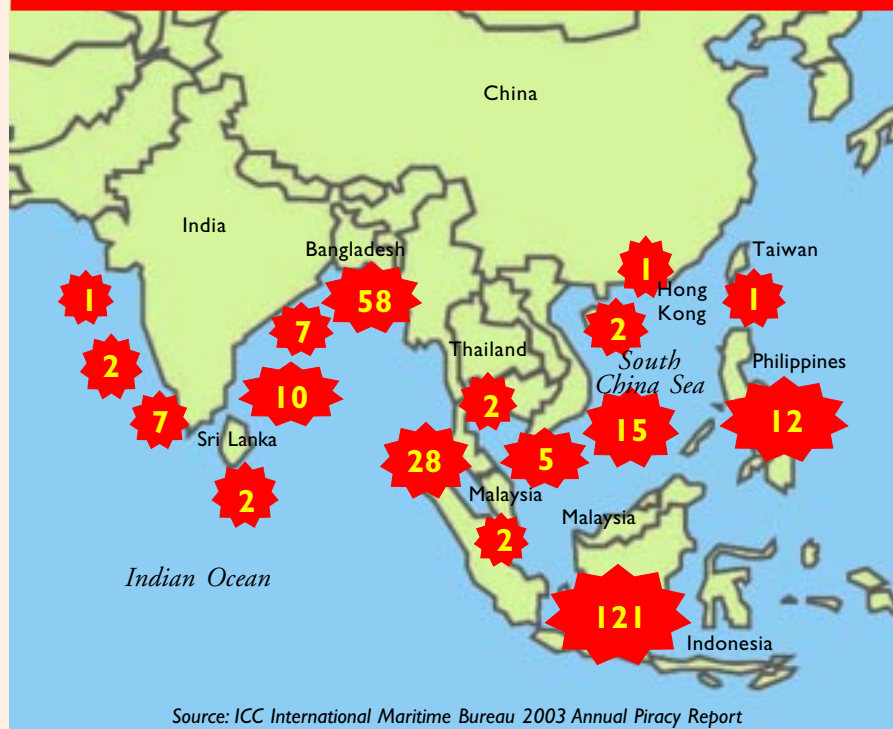 China
India
Bangladesh
Taiwan
1
1
Hong
Kong
58
1
7
2
Thailand
South
China Sea
Philippines
2
10
2
15
12
7
Sri Lanka
28
5
Malaysia
2
Malaysia
2
Indian Ocean
121
Indonesia
Source: ICC International Maritime Bureau 2003 Annual Piracy Report